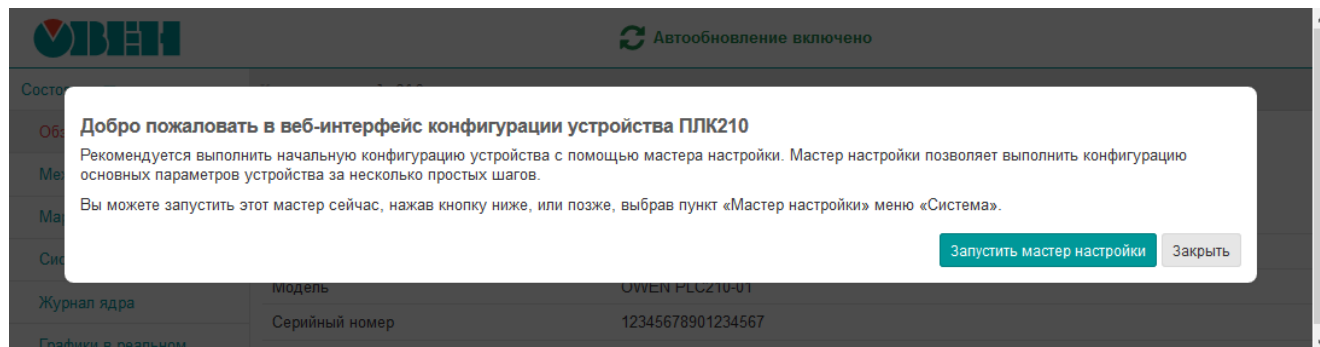 ОВЕН
Автообновление включено
Добро пожаловать в веб-интерфейс конфигурации устройства ПЛК210
Рекомендуется выполнить начальную конфигурацию устройства с помощью мастера настройки. Мастер настройки позволяет выполнить конфигурацию
основных параметров устройства за несколько простых шагов.
Вы можете запустить этот мастер сейчас, нажав кнопку ниже, или позже, выбрав пункт «Мастер настройки» меню «Система».
Запустить мастер настройки Закрыть
Модель OWEN PLC210-01
Журнал ядра
Серийный номер 12345678901234567
Графики в реальном